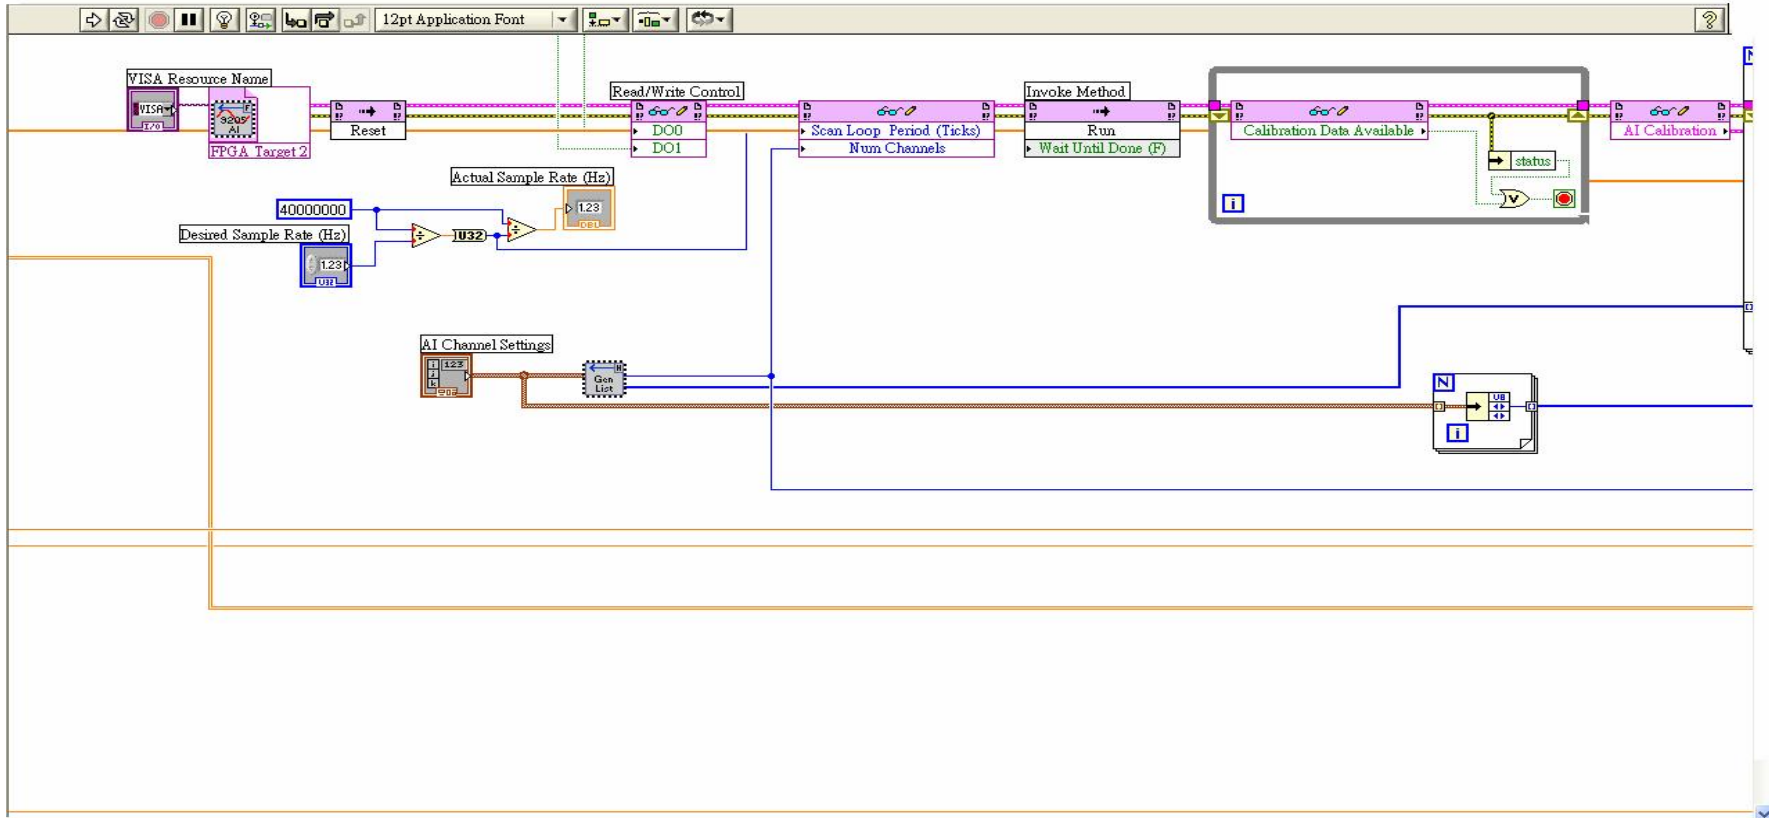 12pt Application Font
?
VISA Resource Name
VISA
I/O
F
9205
AI
FPGA Target 2
Reset
Read/Write Control
DO0
DO1
Scan Loop Period (Ticks)
Num Channels
Invoke Method
Run
Wait Until Done (F)
Calibration Data Available
status
i
AI Calibration
N
Actual Sample Rate (Hz)
1.23
DBL
40000000
Desired Sample Rate (Hz)
1.23
U32
÷
U32
÷
V
AI Channel Settings
i
j
k
123
H
Gen
List
N
U8
i